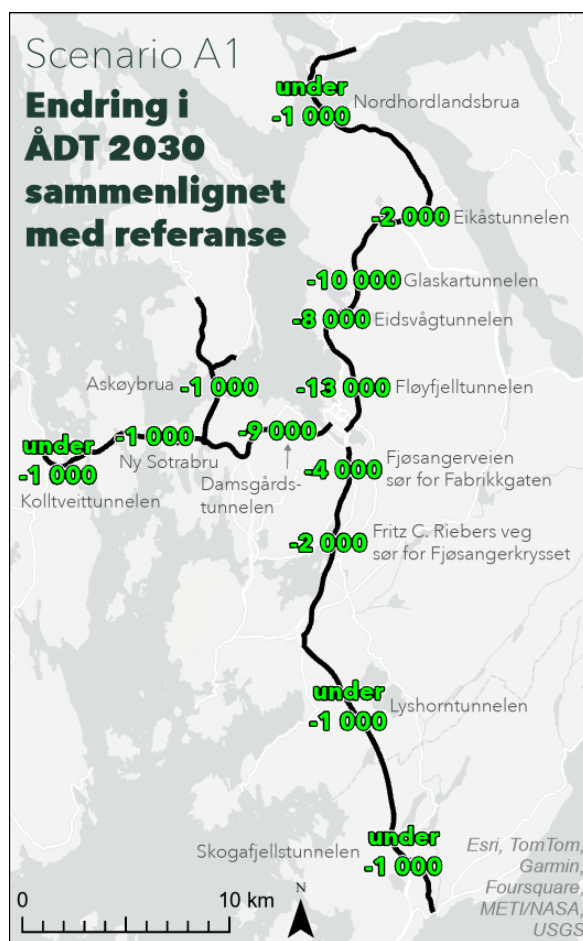 Scenario A1
Endring i
ÅDT 2030
sammenlignet
med referanse
under
-1 000
Nordhordlandsbrua
-2 000 Eikåstunnelen
-10 000 Glaskartunnelen
-8 000 Eidsvågtunnelen
Askøybrua -1 000
-13 000 Fløyfjelltunnelen
under
-1 000
Kolltveittunnelen
-1 000
Ny Sotrabru
-9 000
Damsgårds-
tunnelen
-4 000
Fjøsangerveien
sør for Fabrikkgaten
-2 000
Fritz C. Riebers veg
sør for Fjøsangerkrysset
under
-1 000
Lyshorntunnelen
Skogafjellstunnelen
under
-1 000
0 10 km
N
Esri, TomTom,
Garmin,
Foursquare,
METI/NASA,
USGS